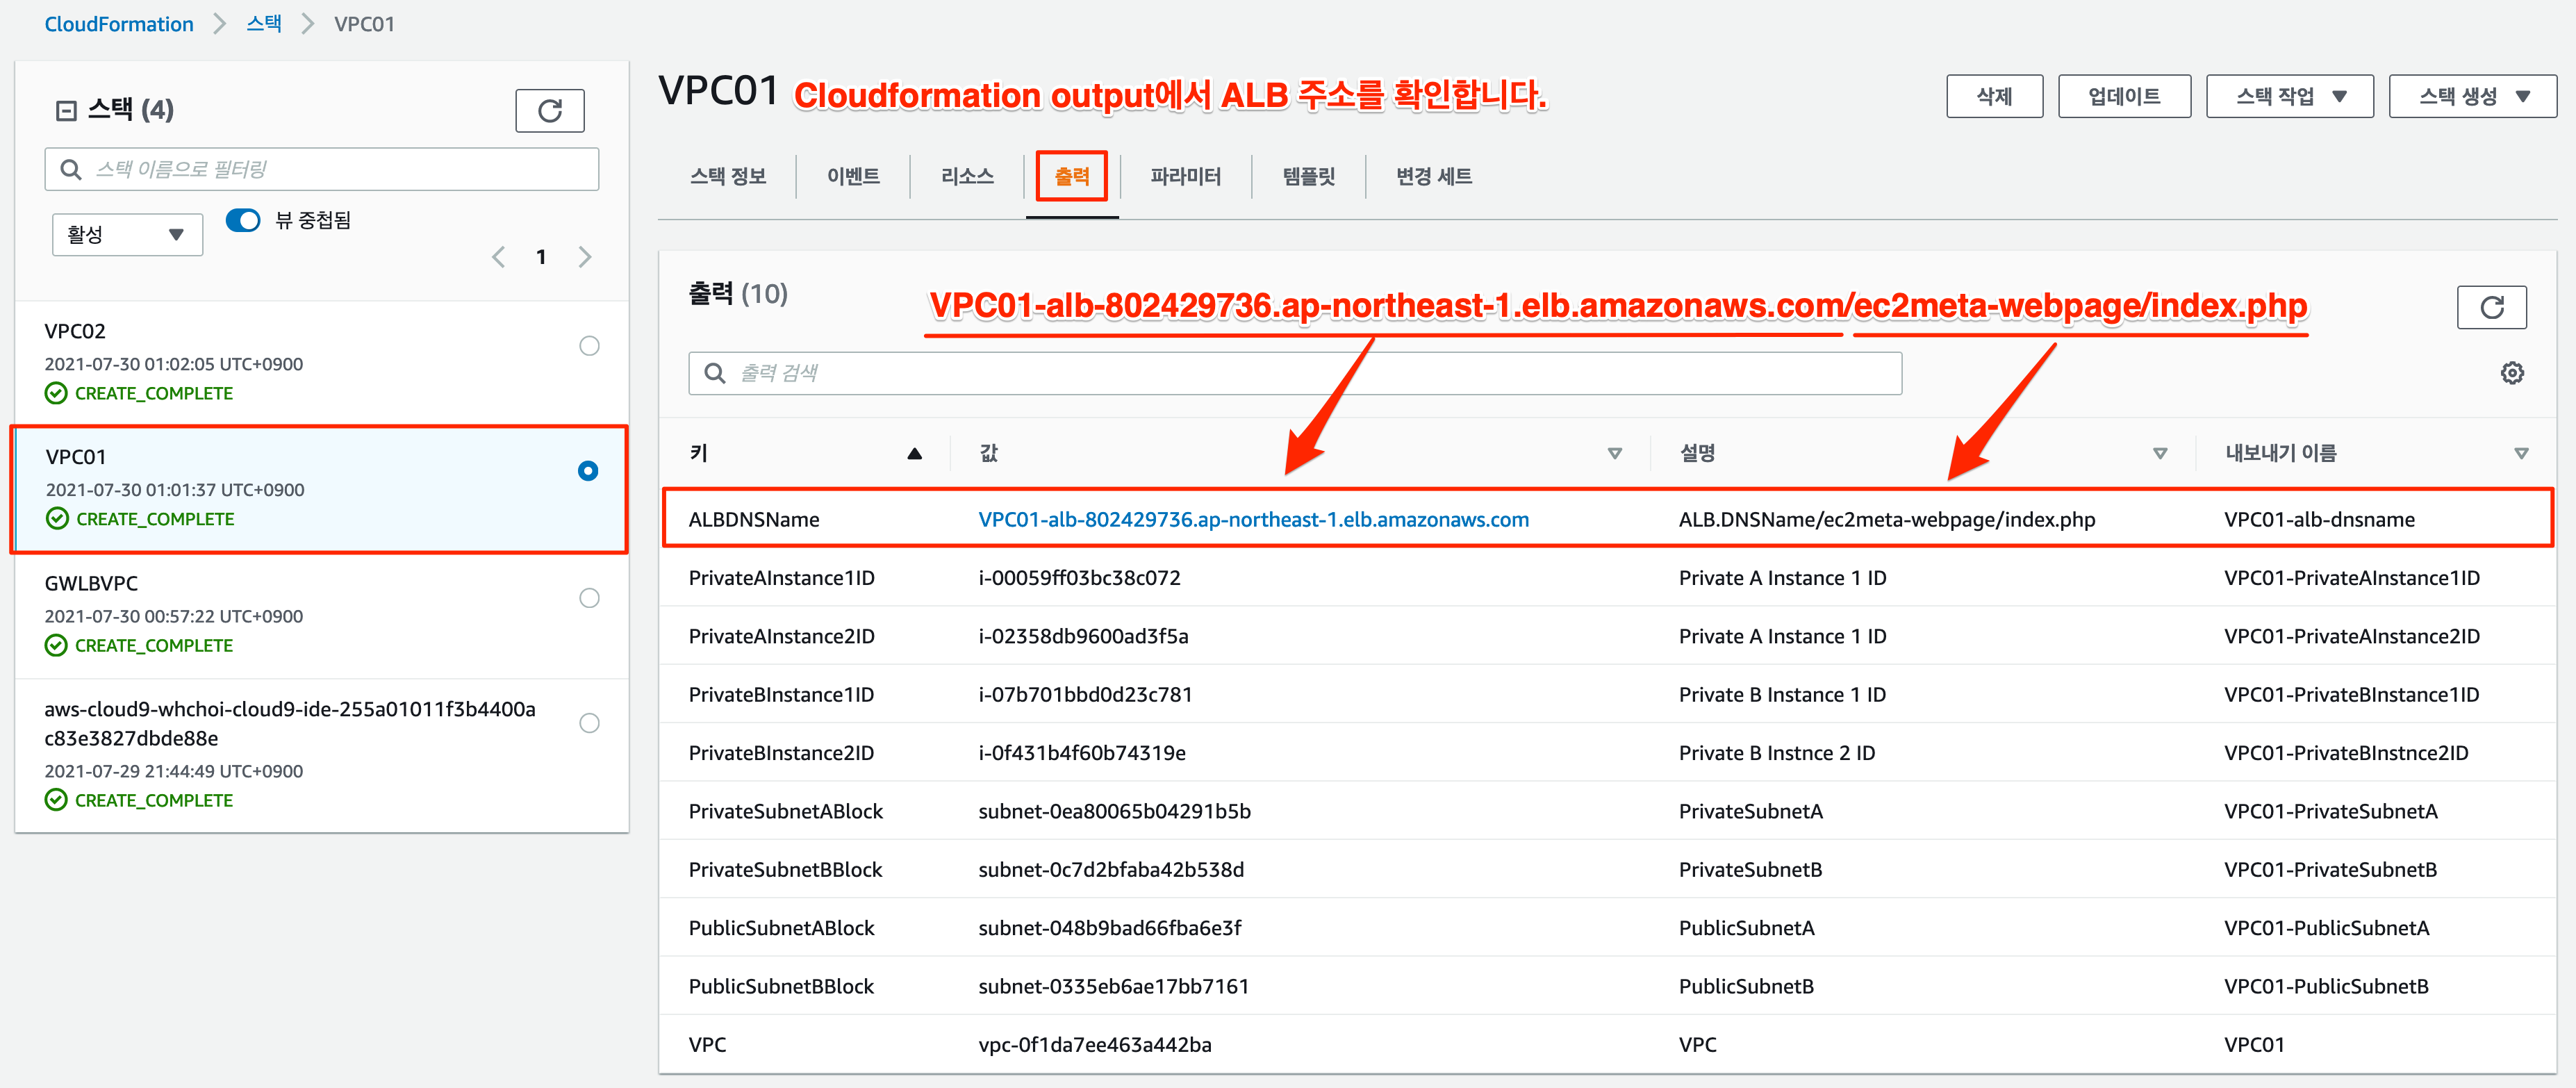 CloudFormation > 스택 > VPC01
스택 (4)
스택 이름으로 필터링
활성
뷰 중첩됨
1
VPC02
2021-07-30 01:02:05 UTC+0900
CREATE_COMPLETE
VPC01
2021-07-30 01:01:37 UTC+0900
CREATE_COMPLETE
GWLBVPC
2021-07-30 00:57:22 UTC+0900
CREATE_COMPLETE
aws-cloud9-whchoi-cloud9-ide-255a01011f3b4400a
c83e3827dbde88e
2021-07-29 21:44:49 UTC+0900
CREATE_COMPLETE
VPC01 Cloudformation output에서 ALB 주소를 확인합니다.
삭제 업데이트 스택 작업 스택 생성
스택 정보 이벤트 리소스 출력 파라미터 템플릿 변경 세트
출력 (10)
VPC01-alb-802429736.ap-northeast-1.elb.amazonaws.com/ec2meta-webpage/index.php
출력 검색
키 값 설명 내보내기 이름
ALBDNSName VPC01-alb-802429736.ap-northeast-1.elb.amazonaws.com ALB.DNSName/ec2meta-webpage/index.php VPC01-alb-dnsname
PrivateAInstance1ID i-00059ff03bc38c072 Private A Instance 1 ID VPC01-PrivateAInstance1ID
PrivateAInstance2ID i-02358db9600ad3f5a Private A Instance 1 ID VPC01-PrivateAInstance2ID
PrivateBInstance1ID i-07b701bbd0d23c781 Private B Instance 1 ID VPC01-PrivateBInstance1ID
PrivateBInstance2ID i-0f431b4f60b74319e Private B Instnce 2 ID VPC01-PrivateBInstnce2ID
PrivateSubnetABlock subnet-0ea80065b04291b5b PrivateSubnetA VPC01-PrivateSubnetA
PrivateSubnetBBlock subnet-0c7d2bfaba42b538d PrivateSubnetB VPC01-PrivateSubnetB
PublicSubnetABlock subnet-048b9bad66fba6e3f PublicSubnetA VPC01-PublicSubnetA
PublicSubnetBBlock subnet-0335eb6ae17bb7161 PublicSubnetB VPC01-PublicSubnetB
VPC vpc-0f1da7ee463a442ba VPC VPC01